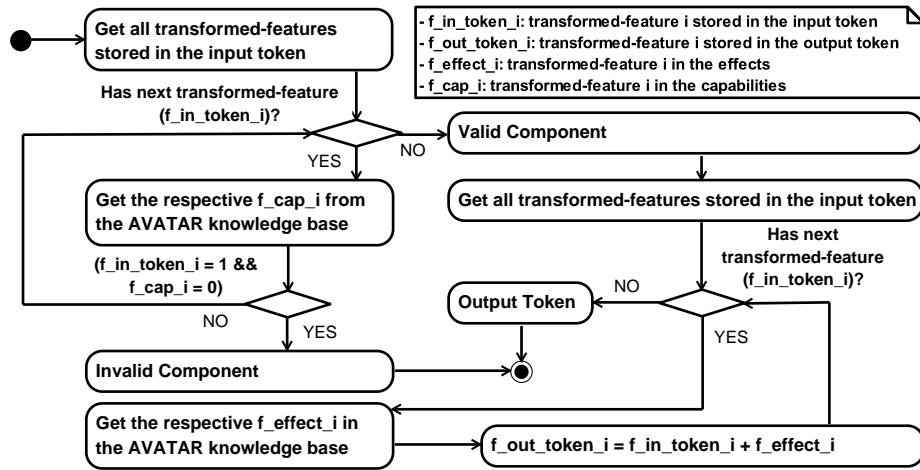 Get all transformed-features
stored in the input token
- f_in_token_i: transformed-feature i stored in the input token
- f_out_token_i: transformed-feature i stored in the output token
- f_effect_i: transformed-feature i in the effects
- f_cap_i: transformed-feature i in the capabilities
Has next transformed-feature
(f_in_token_i)?
YES
NO
Valid Component
Get the respective f_cap_i from
the AVATAR knowledge base
Get all transformed-features stored in the input token
(f_in_token_i = 1 &&
f_cap_i = 0)
NO
YES
Has next
transformed-feature
(f_in_token_i)?
NO
YES
Output Token
Invalid Component
Get the respective f_effect_i in
the AVATAR knowledge base
f_out_token_i = f_in_token_i + f_effect_i